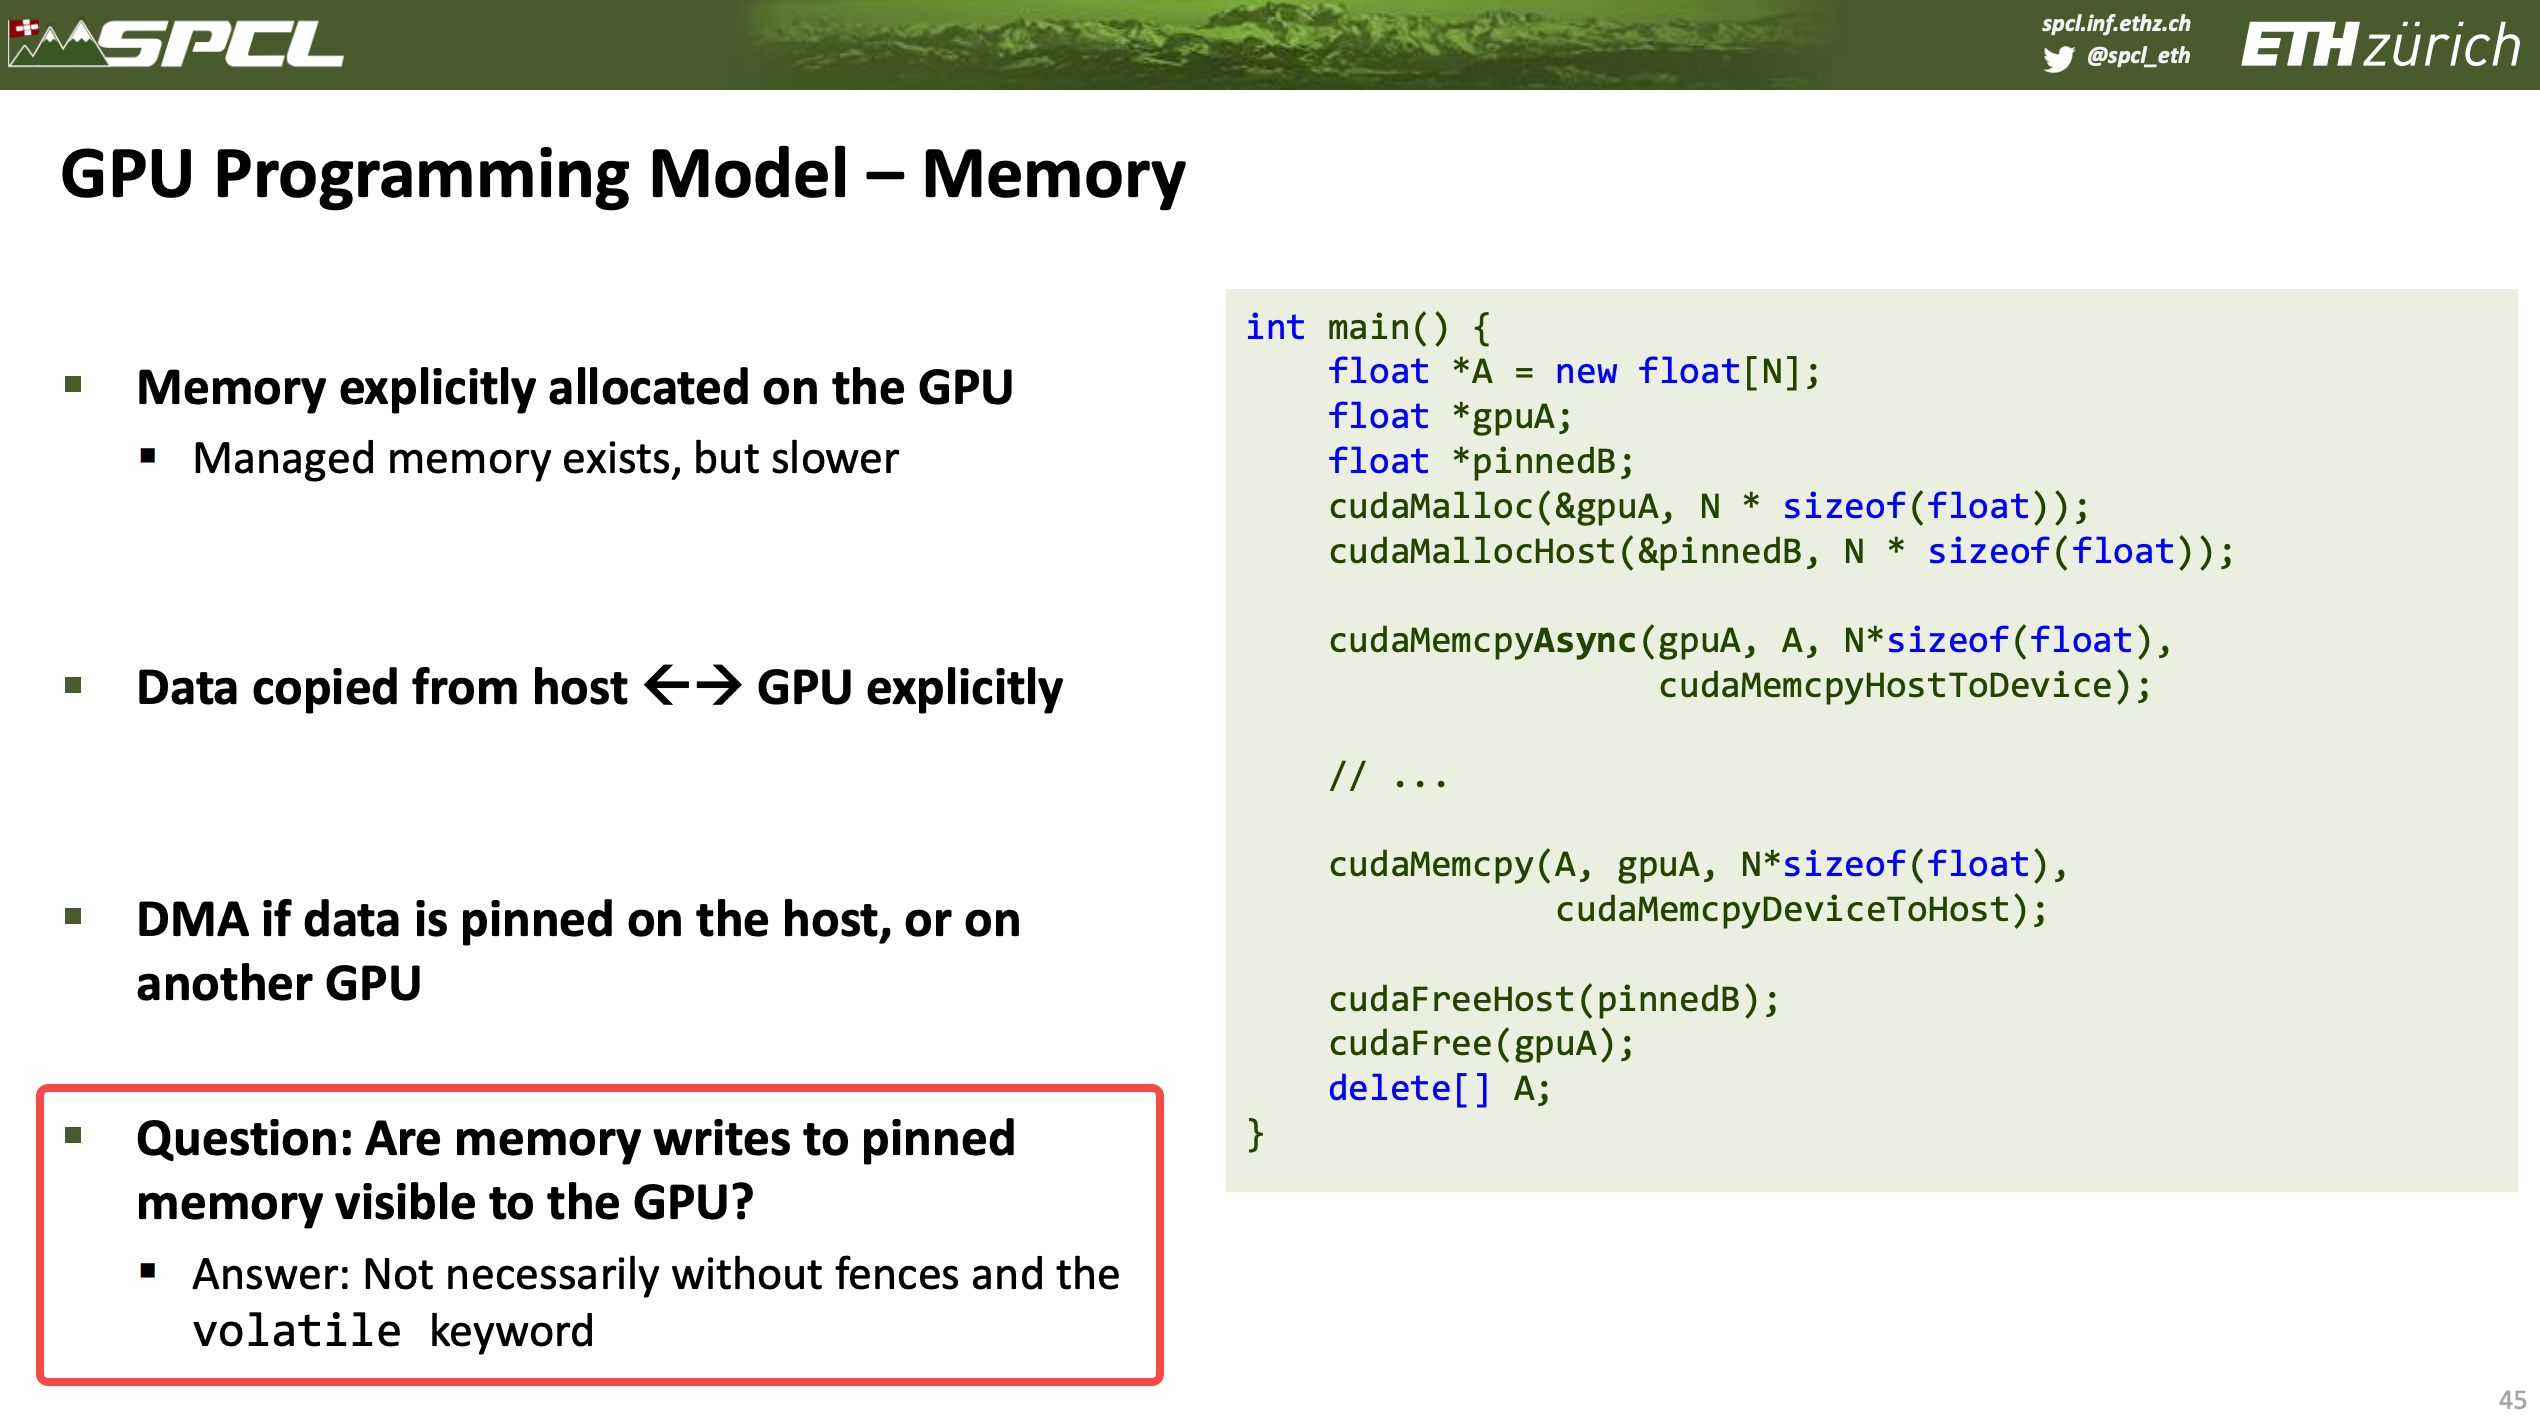 SPCL
spcl.inf.ethz.ch
@spcl_eth
ETH zürich
GPU Programming Model – Memory
▪ Memory explicitly allocated on the GPU
▪ Managed memory exists, but slower
▪ Data copied from host ←→ GPU explicitly
▪ DMA if data is pinned on the host, or on
another GPU
▪ Question: Are memory writes to pinned
memory visible to the GPU?
▪ Answer: Not necessarily without fences and the
volatile keyword
int main() {
    float *A = new float[N];
    float *gpuA;
    float *pinnedB;
    cudaMalloc(&gpuA, N * sizeof(float));
    cudaMallocHost(&pinnedB, N * sizeof(float));
    cudaMemcpyAsync(gpuA, A, N*sizeof(float),
                    cudaMemcpyHostToDevice);
    // ...
    cudaMemcpy(A, gpuA, N*sizeof(float),
               cudaMemcpyDeviceToHost);
    cudaFreeHost(pinnedB);
    cudaFree(gpuA);
    delete[] A;
}
45